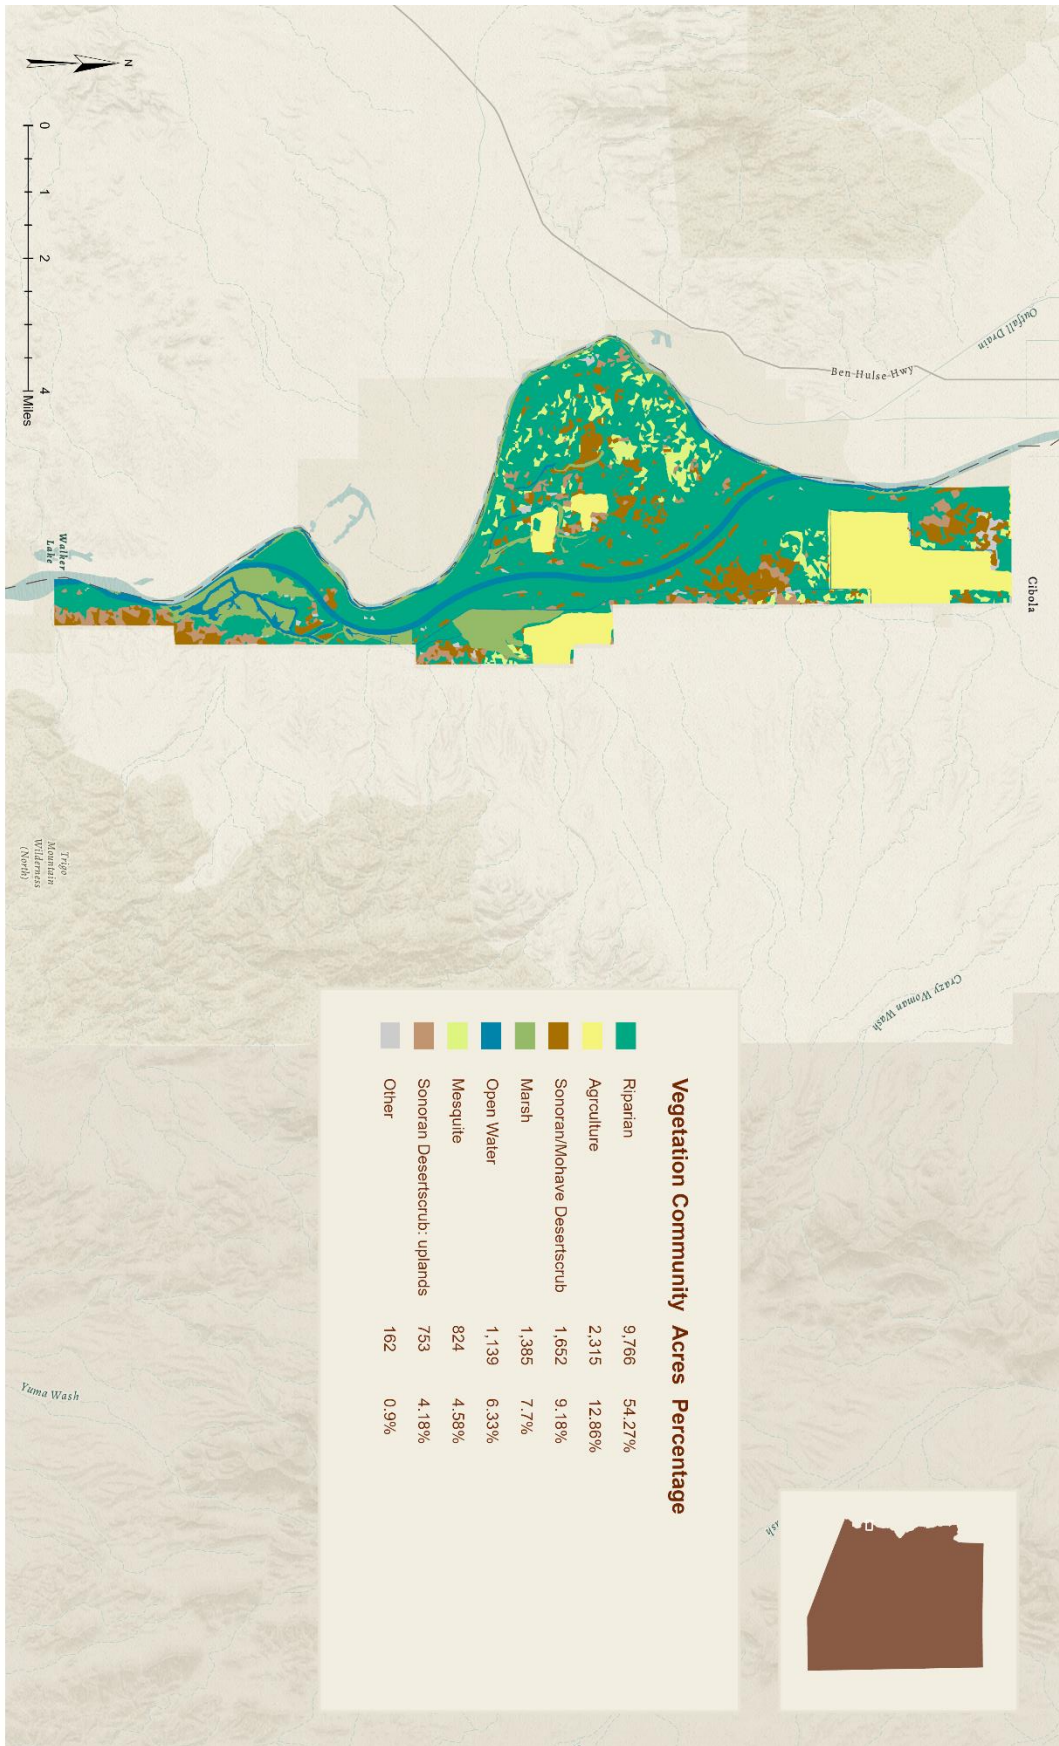 N
0 1 2 4 Miles
Outfall Drain
Ben Hulse Hwy
Cibola
Walker
Lake
Trigo
Mountain
Wilderness
(North)
Crazy Woman Wash
Yuma Wash
ash
Vegetation Community Acres Percentage
Riparian 9,766 54.27%
Agrculture 2,315 12.86%
Sonoran/Mohave Desertscrub 1,652 9.18%
Marsh 1,385 7.7%
Open Water 1,139 6.33%
Mesquite 824 4.58%
Sonoran Desertscrub: uplands 753 4.18%
Other 162 0.9%